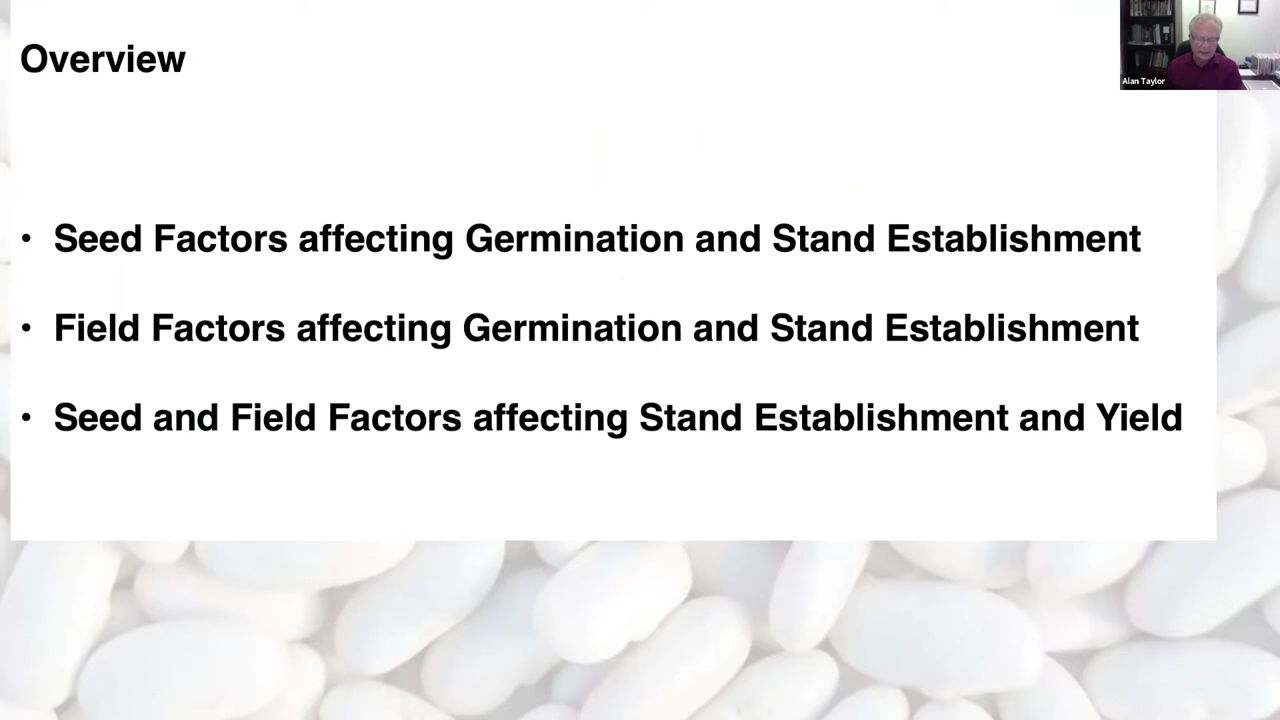 Overview
Alan Taylor
• Seed Factors affecting Germination and Stand Establishment
• Field Factors affecting Germination and Stand Establishment
• Seed and Field Factors affecting Stand Establishment and Yield